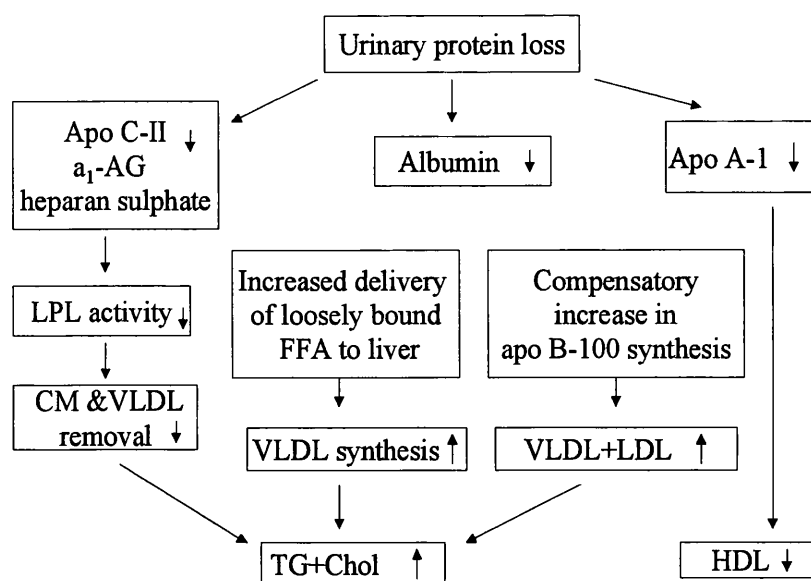 Urinary protein loss
Apo C-II ↓
a₁-AG
heparan sulphate
Albumin ↓
Apo A-1 ↓
LPL activity ↓
Increased delivery
of loosely bound
FFA to liver
Compensatory
increase in
apo B-100 synthesis
CM &VLDL
removal ↓
VLDL synthesis ↑
VLDL+LDL ↑
TG+Chol ↑
HDL ↓